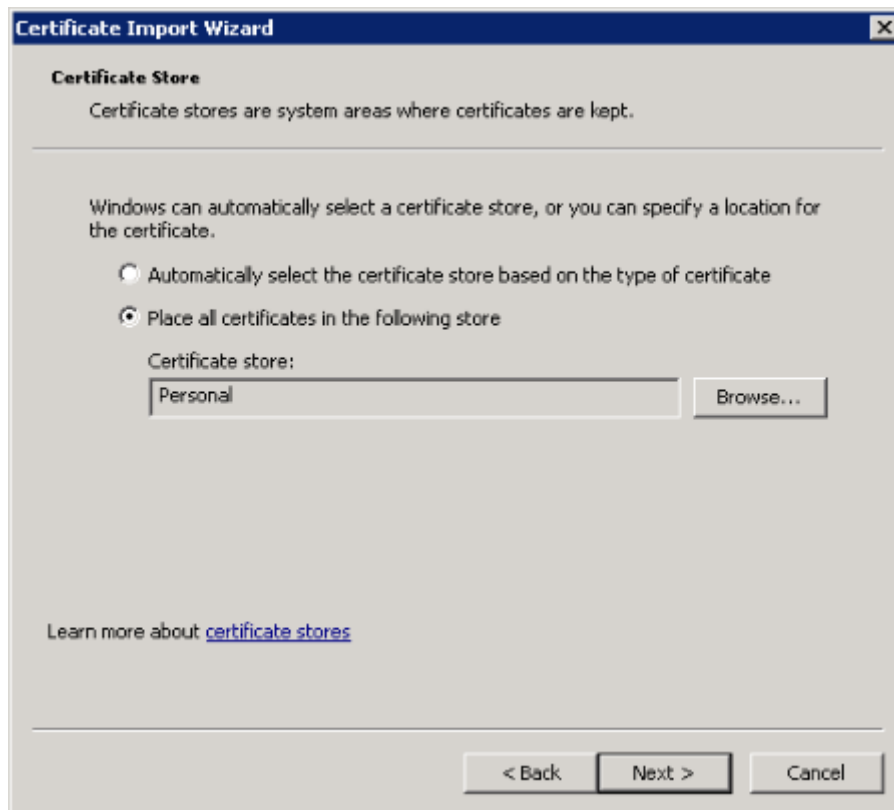 Certificate Import Wizard
Certificate Store
Certificate stores are system areas where certificates are kept.
Windows can automatically select a certificate store, or you can specify a location for
the certificate.
Automatically select the certificate store based on the type of certificate
Place all certificates in the following store
Certificate store:
Personal
Browse...
Learn more about certificate stores
< Back
Next >
Cancel